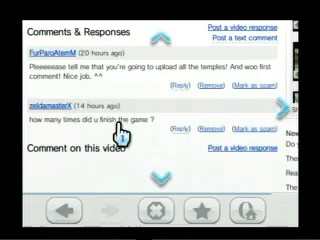 Comments & Responses
Post a video response
Post a text comment
FurParoAtemM (20 hours ago)
Pleeeeease tell me that you're going to upload all the temples! And woo first
comment! Nice job. ^^
(Reply) (Remove) (Mark as spam)
zeldamasterX (14 hours ago)
how many times did u finish the game ?
(Reply) (Remove) (Mark as spam)
Comment on this video
Post a video response